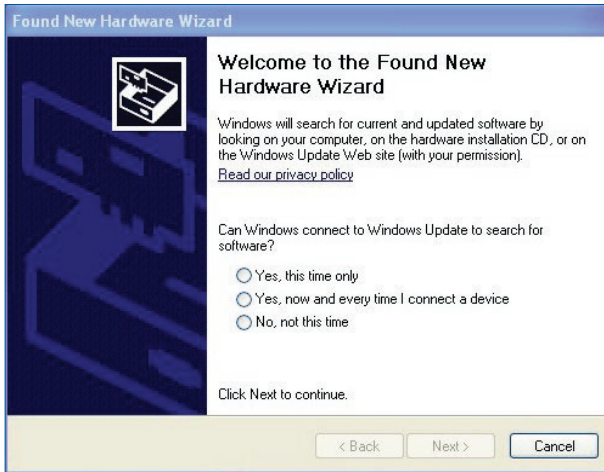 Found New Hardware Wizard
Welcome to the Found New
Hardware Wizard
Windows will search for current and updated software by
looking on your computer, on the hardware installation CD, or on
the Windows Update Web site (with your permission).
Read our privacy policy
Can Windows connect to Windows Update to search for
software?
Yes, this time only
Yes, now and every time I connect a device
No, not this time
Click Next to continue.
< Back Next > Cancel